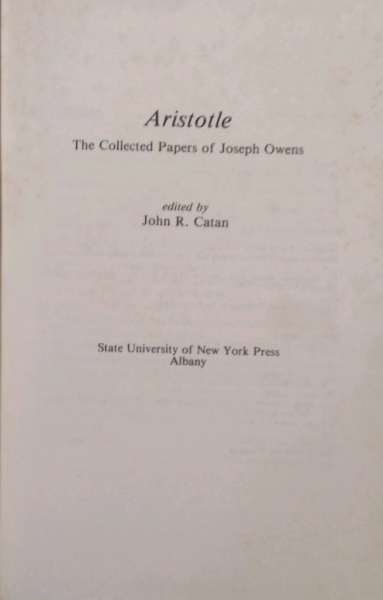 Aristotle
The Collected Papers of Joseph Owens
edited by
John R. Catan
State University of New York Press
Albany